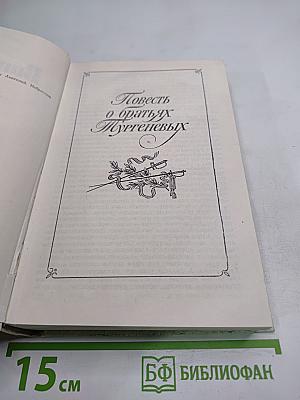 Повесть
о братьях
Тургеневых
15 см
БФ БИБЛИОФАН